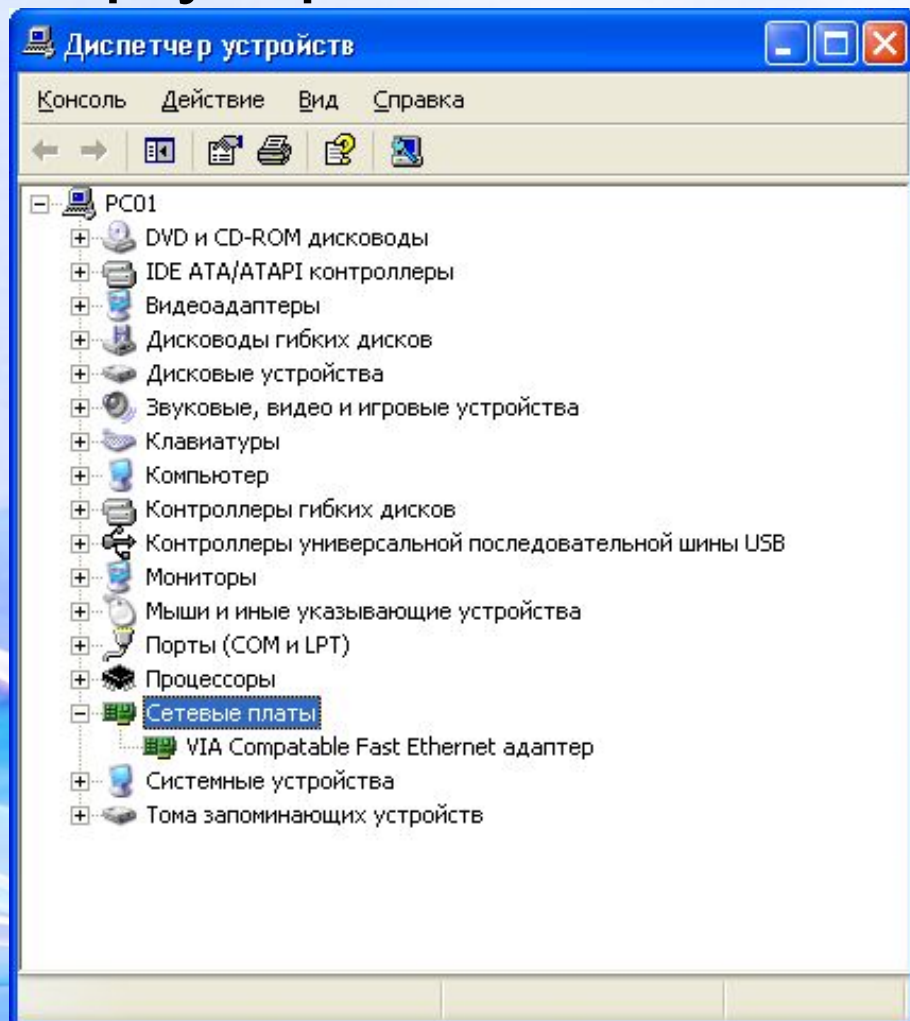 Диспетчер устройств
Консоль Действие Вид Справка
PC01
DVD и CD-ROM дисководы
IDE ATA/ATAPI контроллеры
Видеоадаптеры
Дисководы гибких дисков
Дисковые устройства
Звуковые, видео и игровые устройства
Клавиатуры
Компьютер
Контроллеры гибких дисков
Контроллеры универсальной последовательной шины USB
Мониторы
Мыши и иные указывающие устройства
Порты (COM и LPT)
Процессоры
Сетевые платы
VIA Compatable Fast Ethernet адаптер
Системные устройства
Тома запоминающих устройств